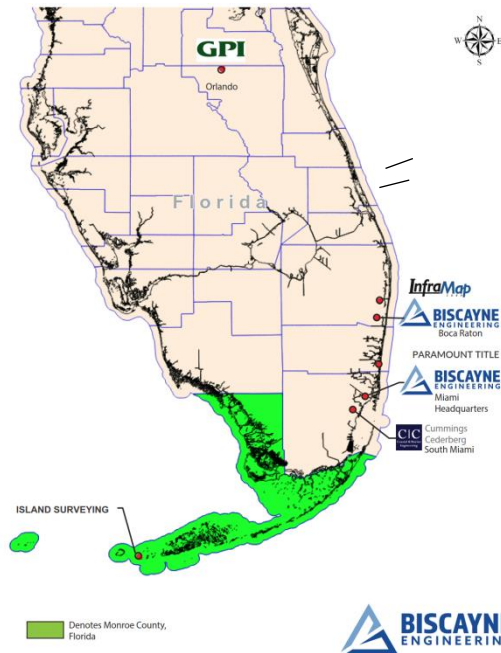 N
W
E
S
GPI
Orlando
Florida
InfraMap
BISCAYNE
ENGINEERING
Boca Raton
PARAMOUNT TITLE
BISCAYNE
ENGINEERING
Miami
Headquarters
C|C
Cummings
Cederberg
South Miami
ISLAND SURVEYING
Denotes Monroe County,
Florida
BISCAYN
ENGINEERIN